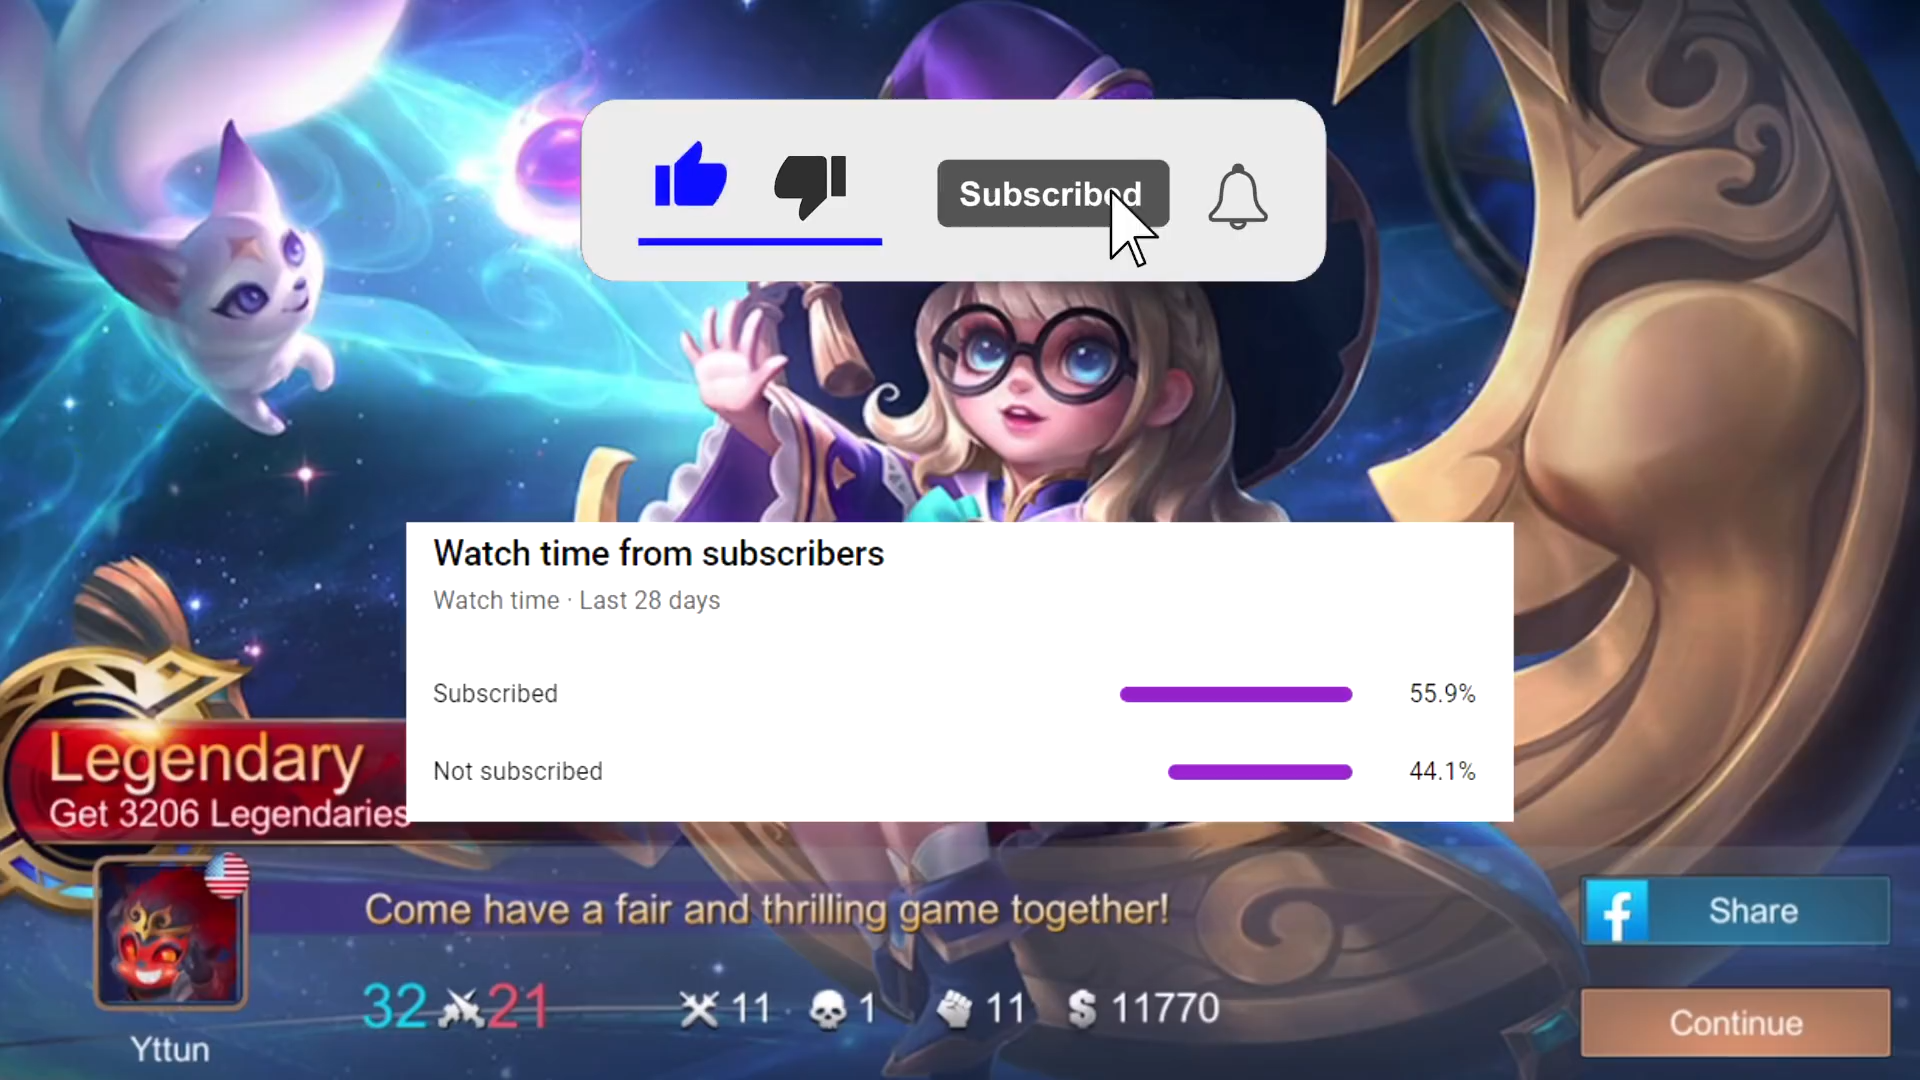 Subscribed
Watch time from subscribers
Watch time · Last 28 days
Subscribed 55.9%
Not subscribed 44.1%
Legendary
Get 3206 Legendaries
Come have a fair and thrilling game together!
f Share
32 21 11 1 11 $ 11770
Continue
Yttun